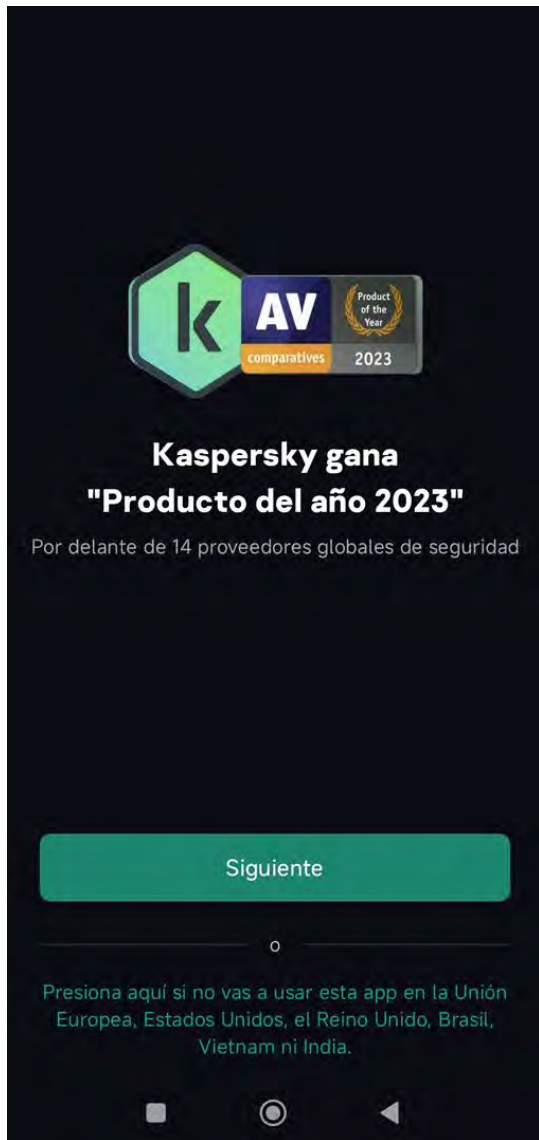 k
AV
comparatives
Product
of the
Year
2023
Kaspersky gana
"Producto del año 2023"
Por delante de 14 proveedores globales de seguridad
Siguiente
o
Presiona aquí si no vas a usar esta app en la Unión
Europea, Estados Unidos, el Reino Unido, Brasil,
Vietnam ni India.